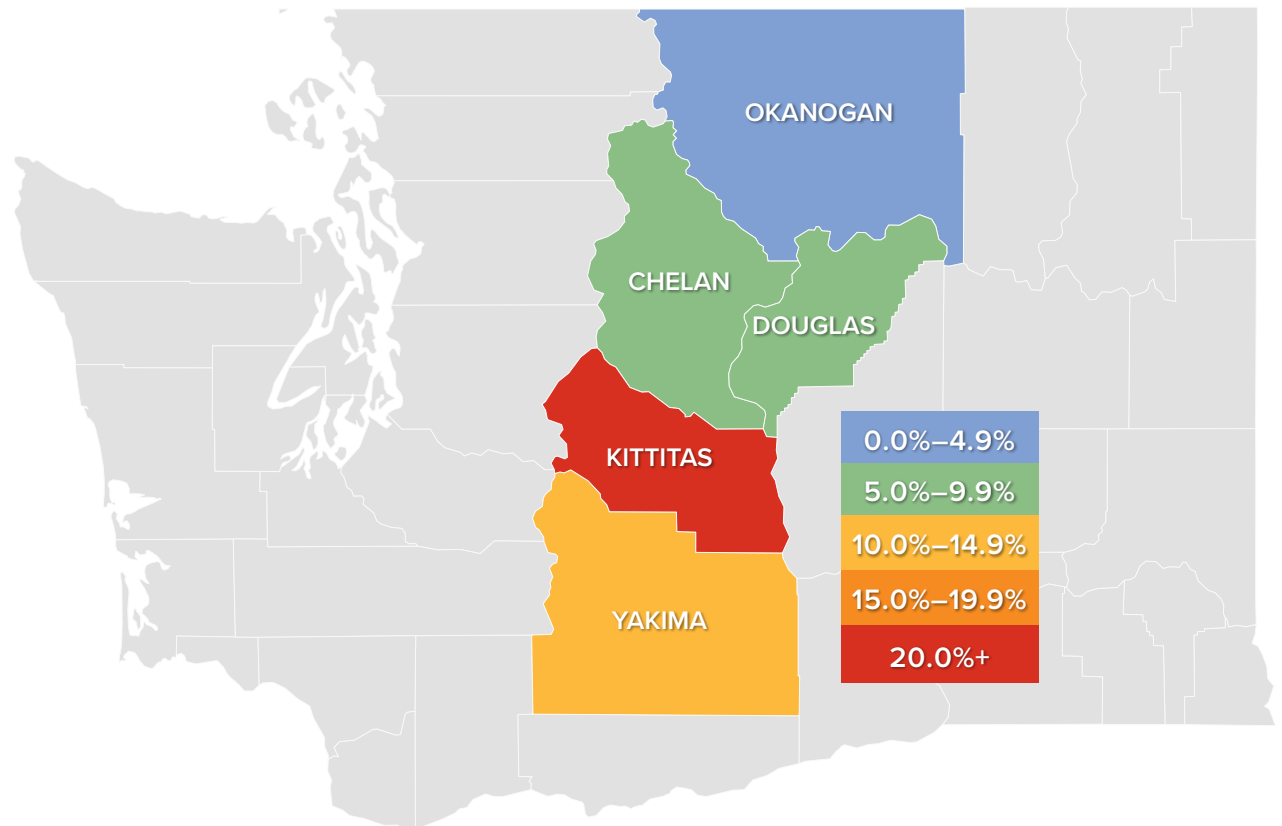 OKANOGAN
CHELAN
DOUGLAS
KITTITAS
YAKIMA
0.0%–4.9%
5.0%–9.9%
10.0%–14.9%
15.0%–19.9%
20.0%+